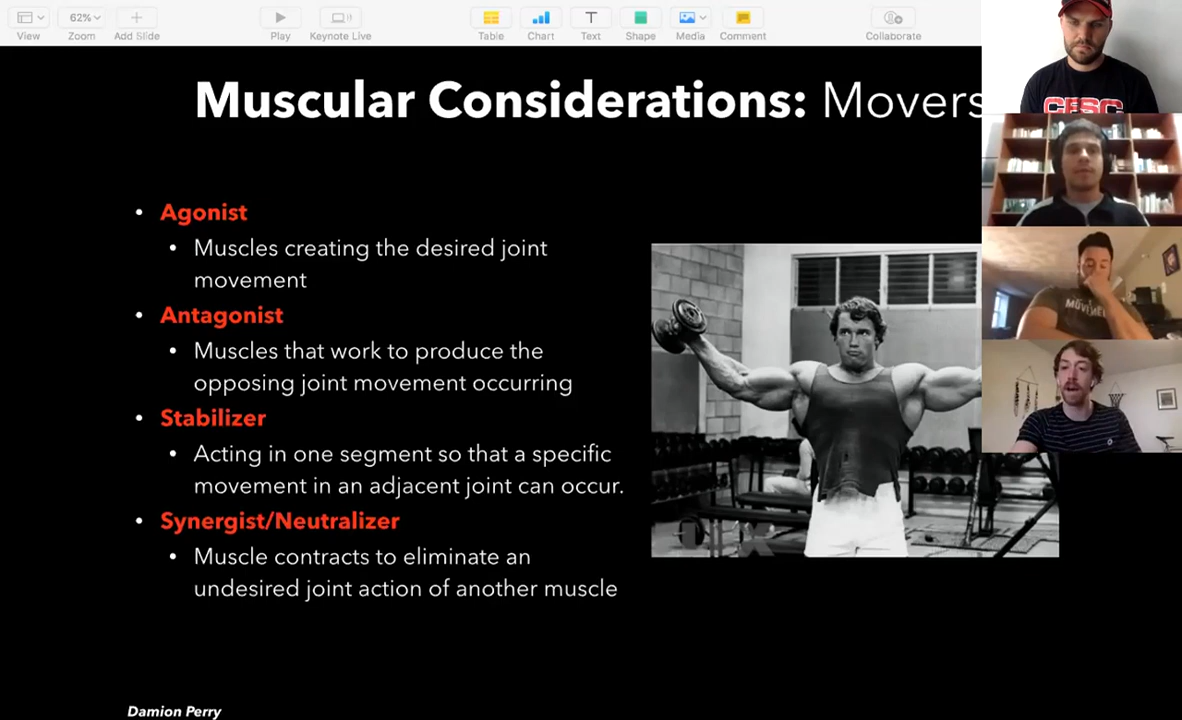 View
62%
Zoom
Add Slide
Play
Keynote Live
Table
Chart
Text
Shape
Media
Comment
Collaborate
Muscular Considerations: Movers
• Agonist
• Muscles creating the desired joint
movement
• Antagonist
• Muscles that work to produce the
opposing joint movement occurring
• Stabilizer
• Acting in one segment so that a specific
movement in an adjacent joint can occur.
• Synergist/Neutralizer
• Muscle contracts to eliminate an
undesired joint action of another muscle
Damion Perry